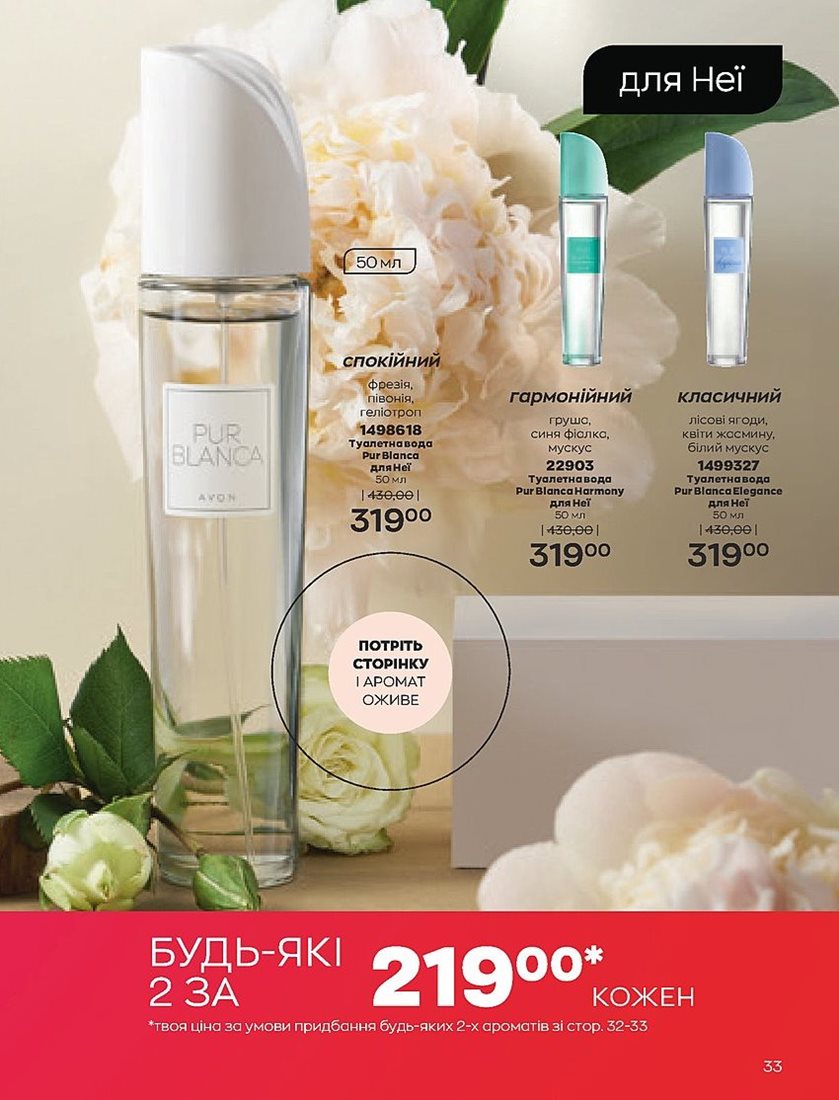 для Неї
50 мл
спокійний
фрезія,
півонія,
геліотроп
1498618
Туалетна вода
Pur Blanca
для Неї
50 мл
| 430,00 |
319⁰⁰
гармонійний
груша,
синя фіалка,
мускус
22903
Туалетна вода
Pur Blanca Harmony
для Неї
50 мл
| 430,00 |
319⁰⁰
класичний
лісові ягоди,
квіти жасмину,
білий мускус
1499327
Туалетна вода
Pur Blanca Elegance
для Неї
50 мл
| 430,00 |
319⁰⁰
PUR
BLANCA
AVON
ПОТРІТЬ
СТОРІНКУ
І АРОМАТ
ОЖИВЕ
БУДЬ-ЯКІ
2 ЗА
219⁰⁰*
КОЖЕН
*твоя ціна за умови придбання будь-яких 2-х ароматів зі стор. 32-33
33